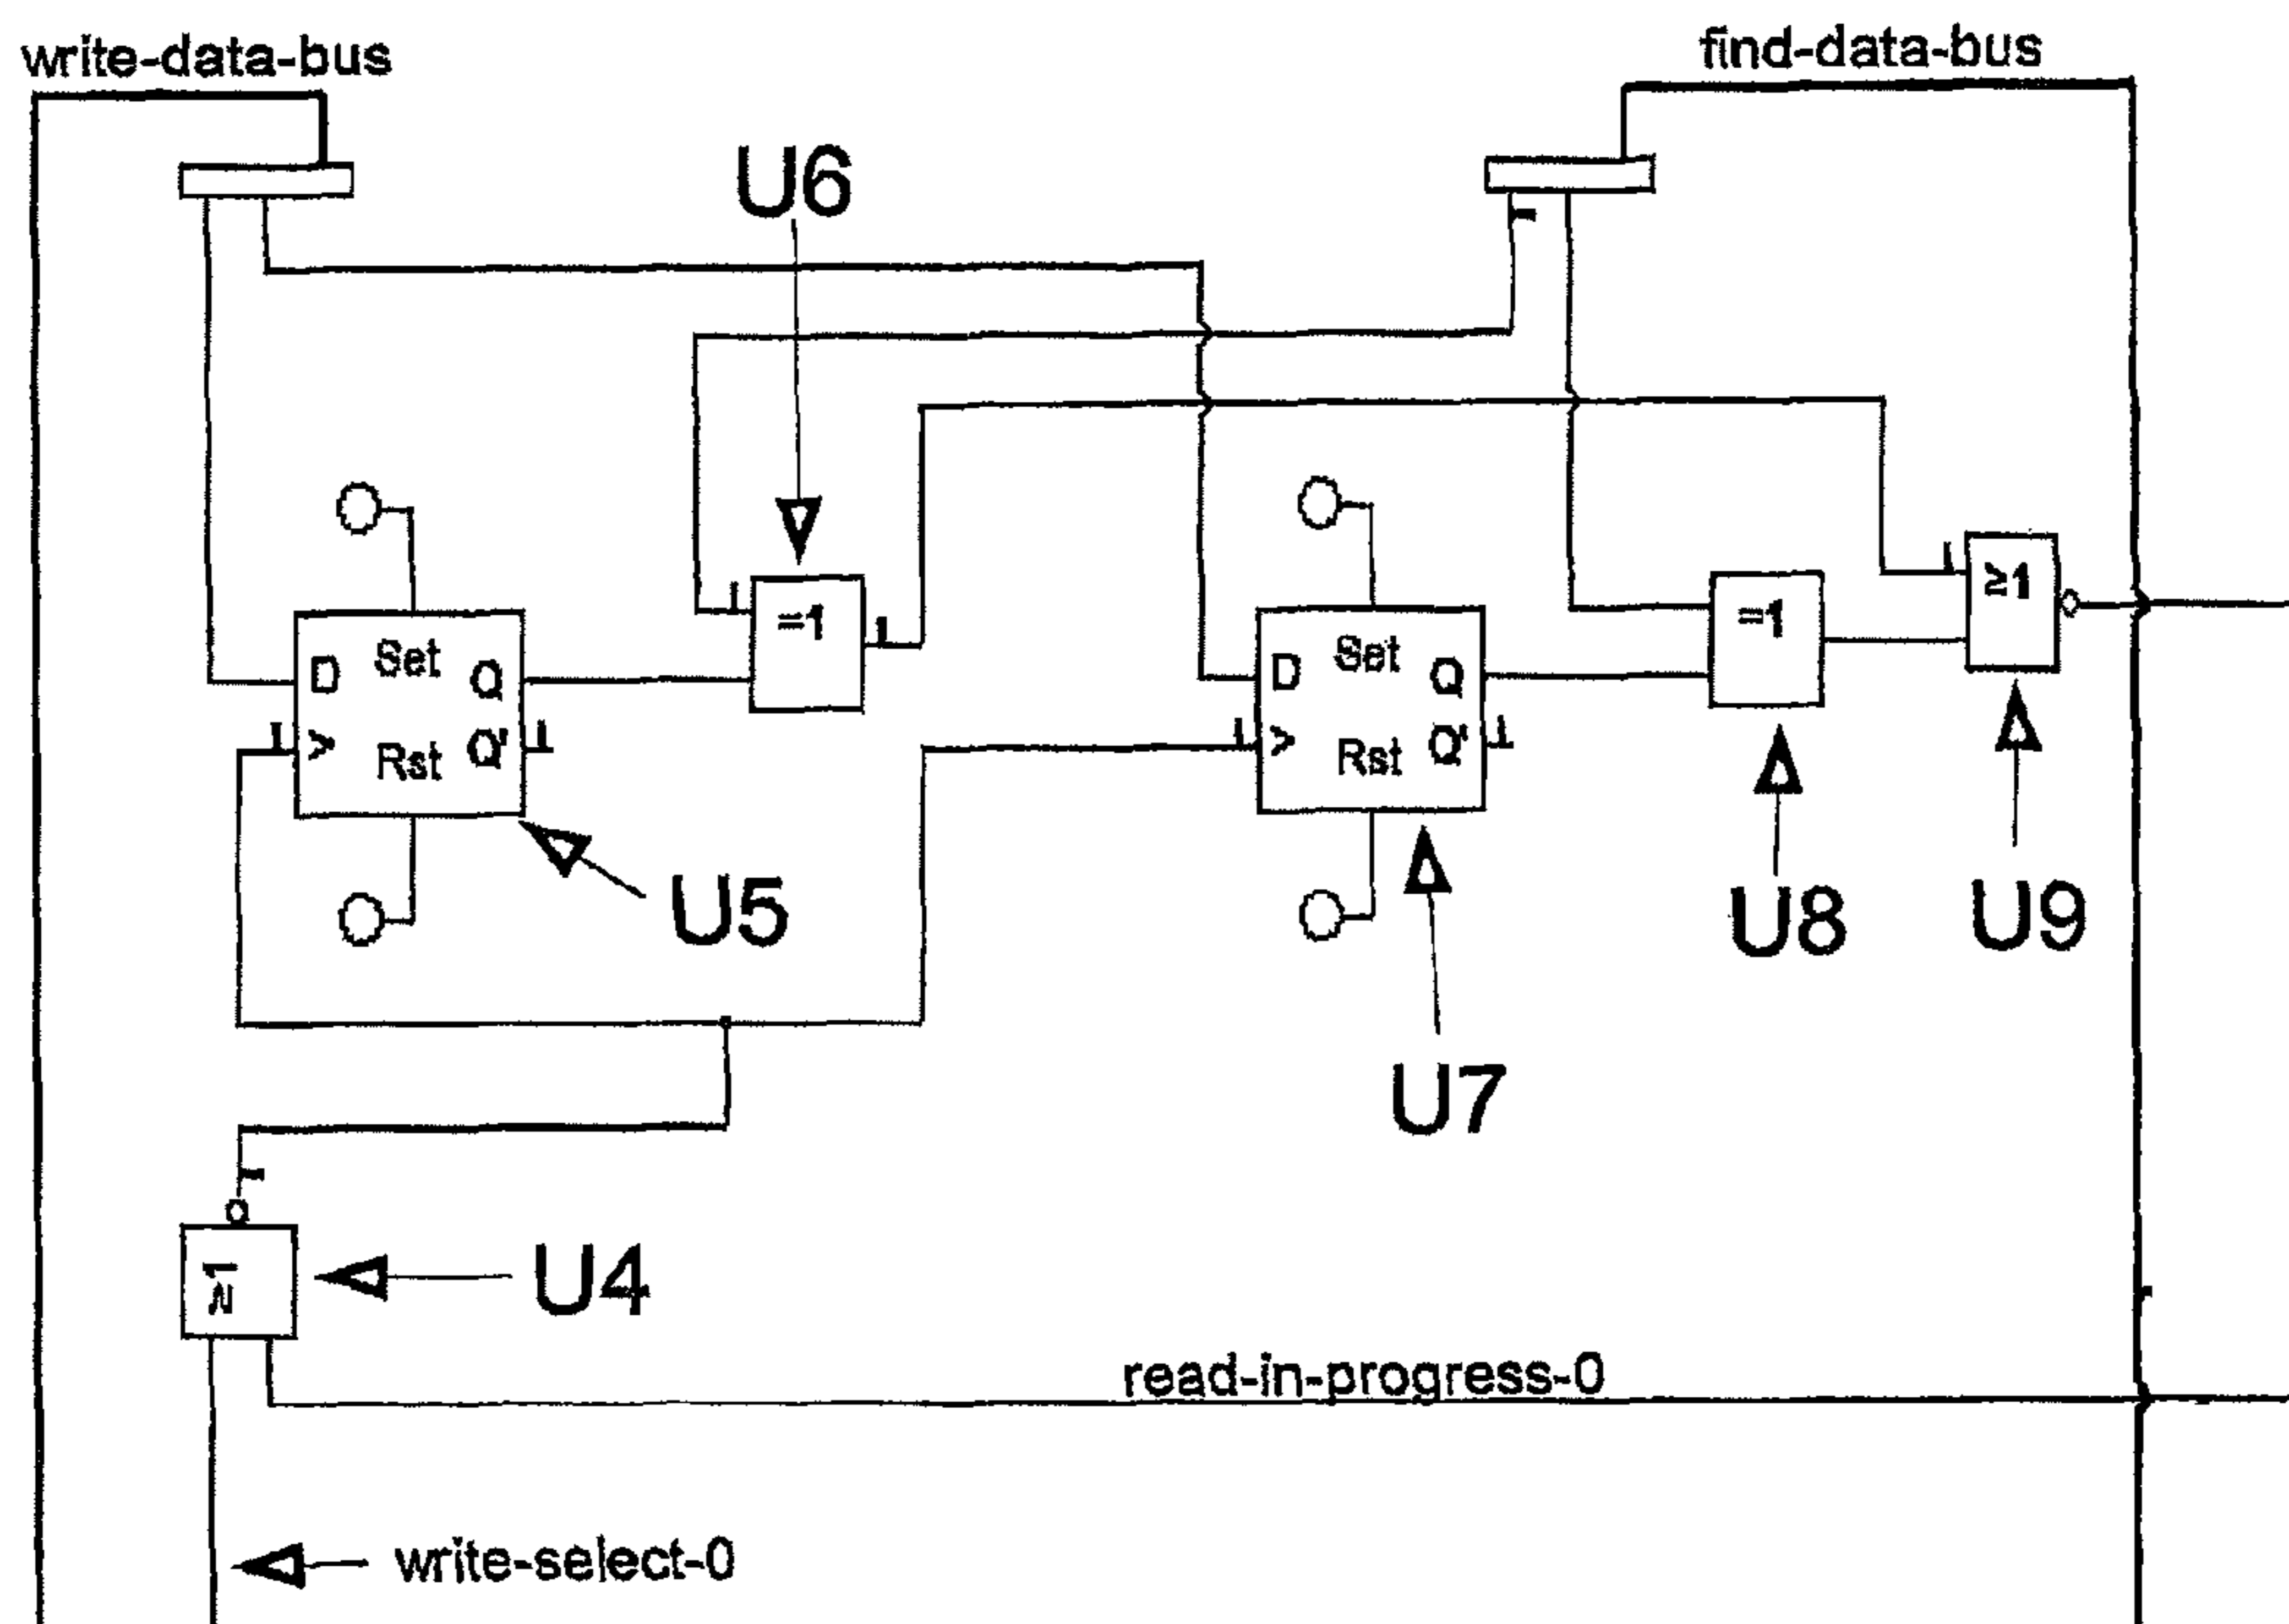 write-data-bus
find-data-bus
U6
=1
D Set Q
> Rst Q'
U5
D Set Q
> Rst Q'
U7
=1
U8
≥1
U9
≥1
U4
read-in-progress-0
write-select-0